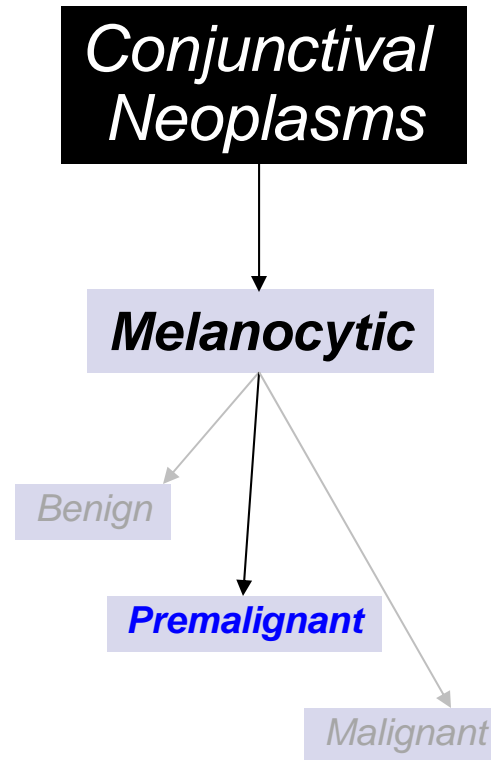 Conjunctival
Neoplasms
Melanocytic
Benign
Premalignant
Malignant